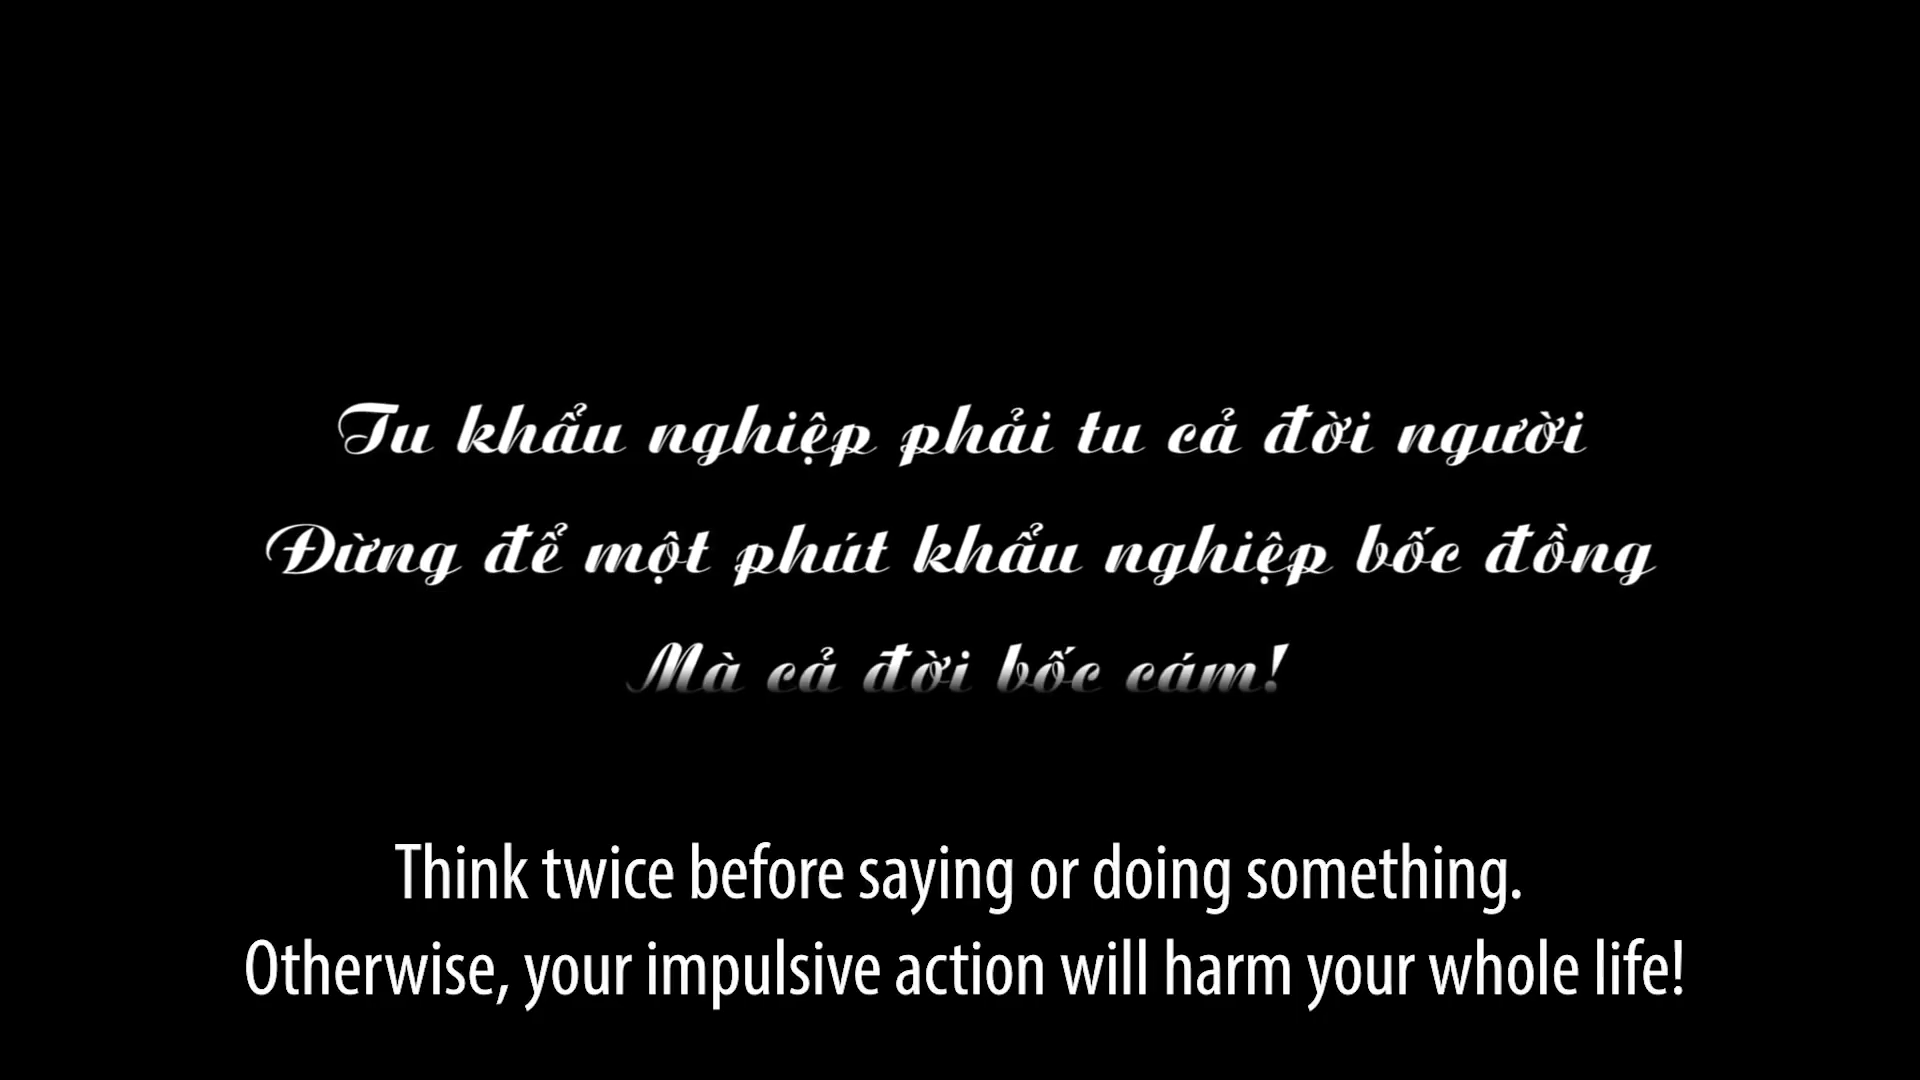 Tu khẩu nghiệp phải tu cả đời người
Đừng để một phút khẩu nghiệp bốc đồng
Mà cả đời bốc cám!
Think twice before saying or doing something.
Otherwise, your impulsive action will harm your whole life!